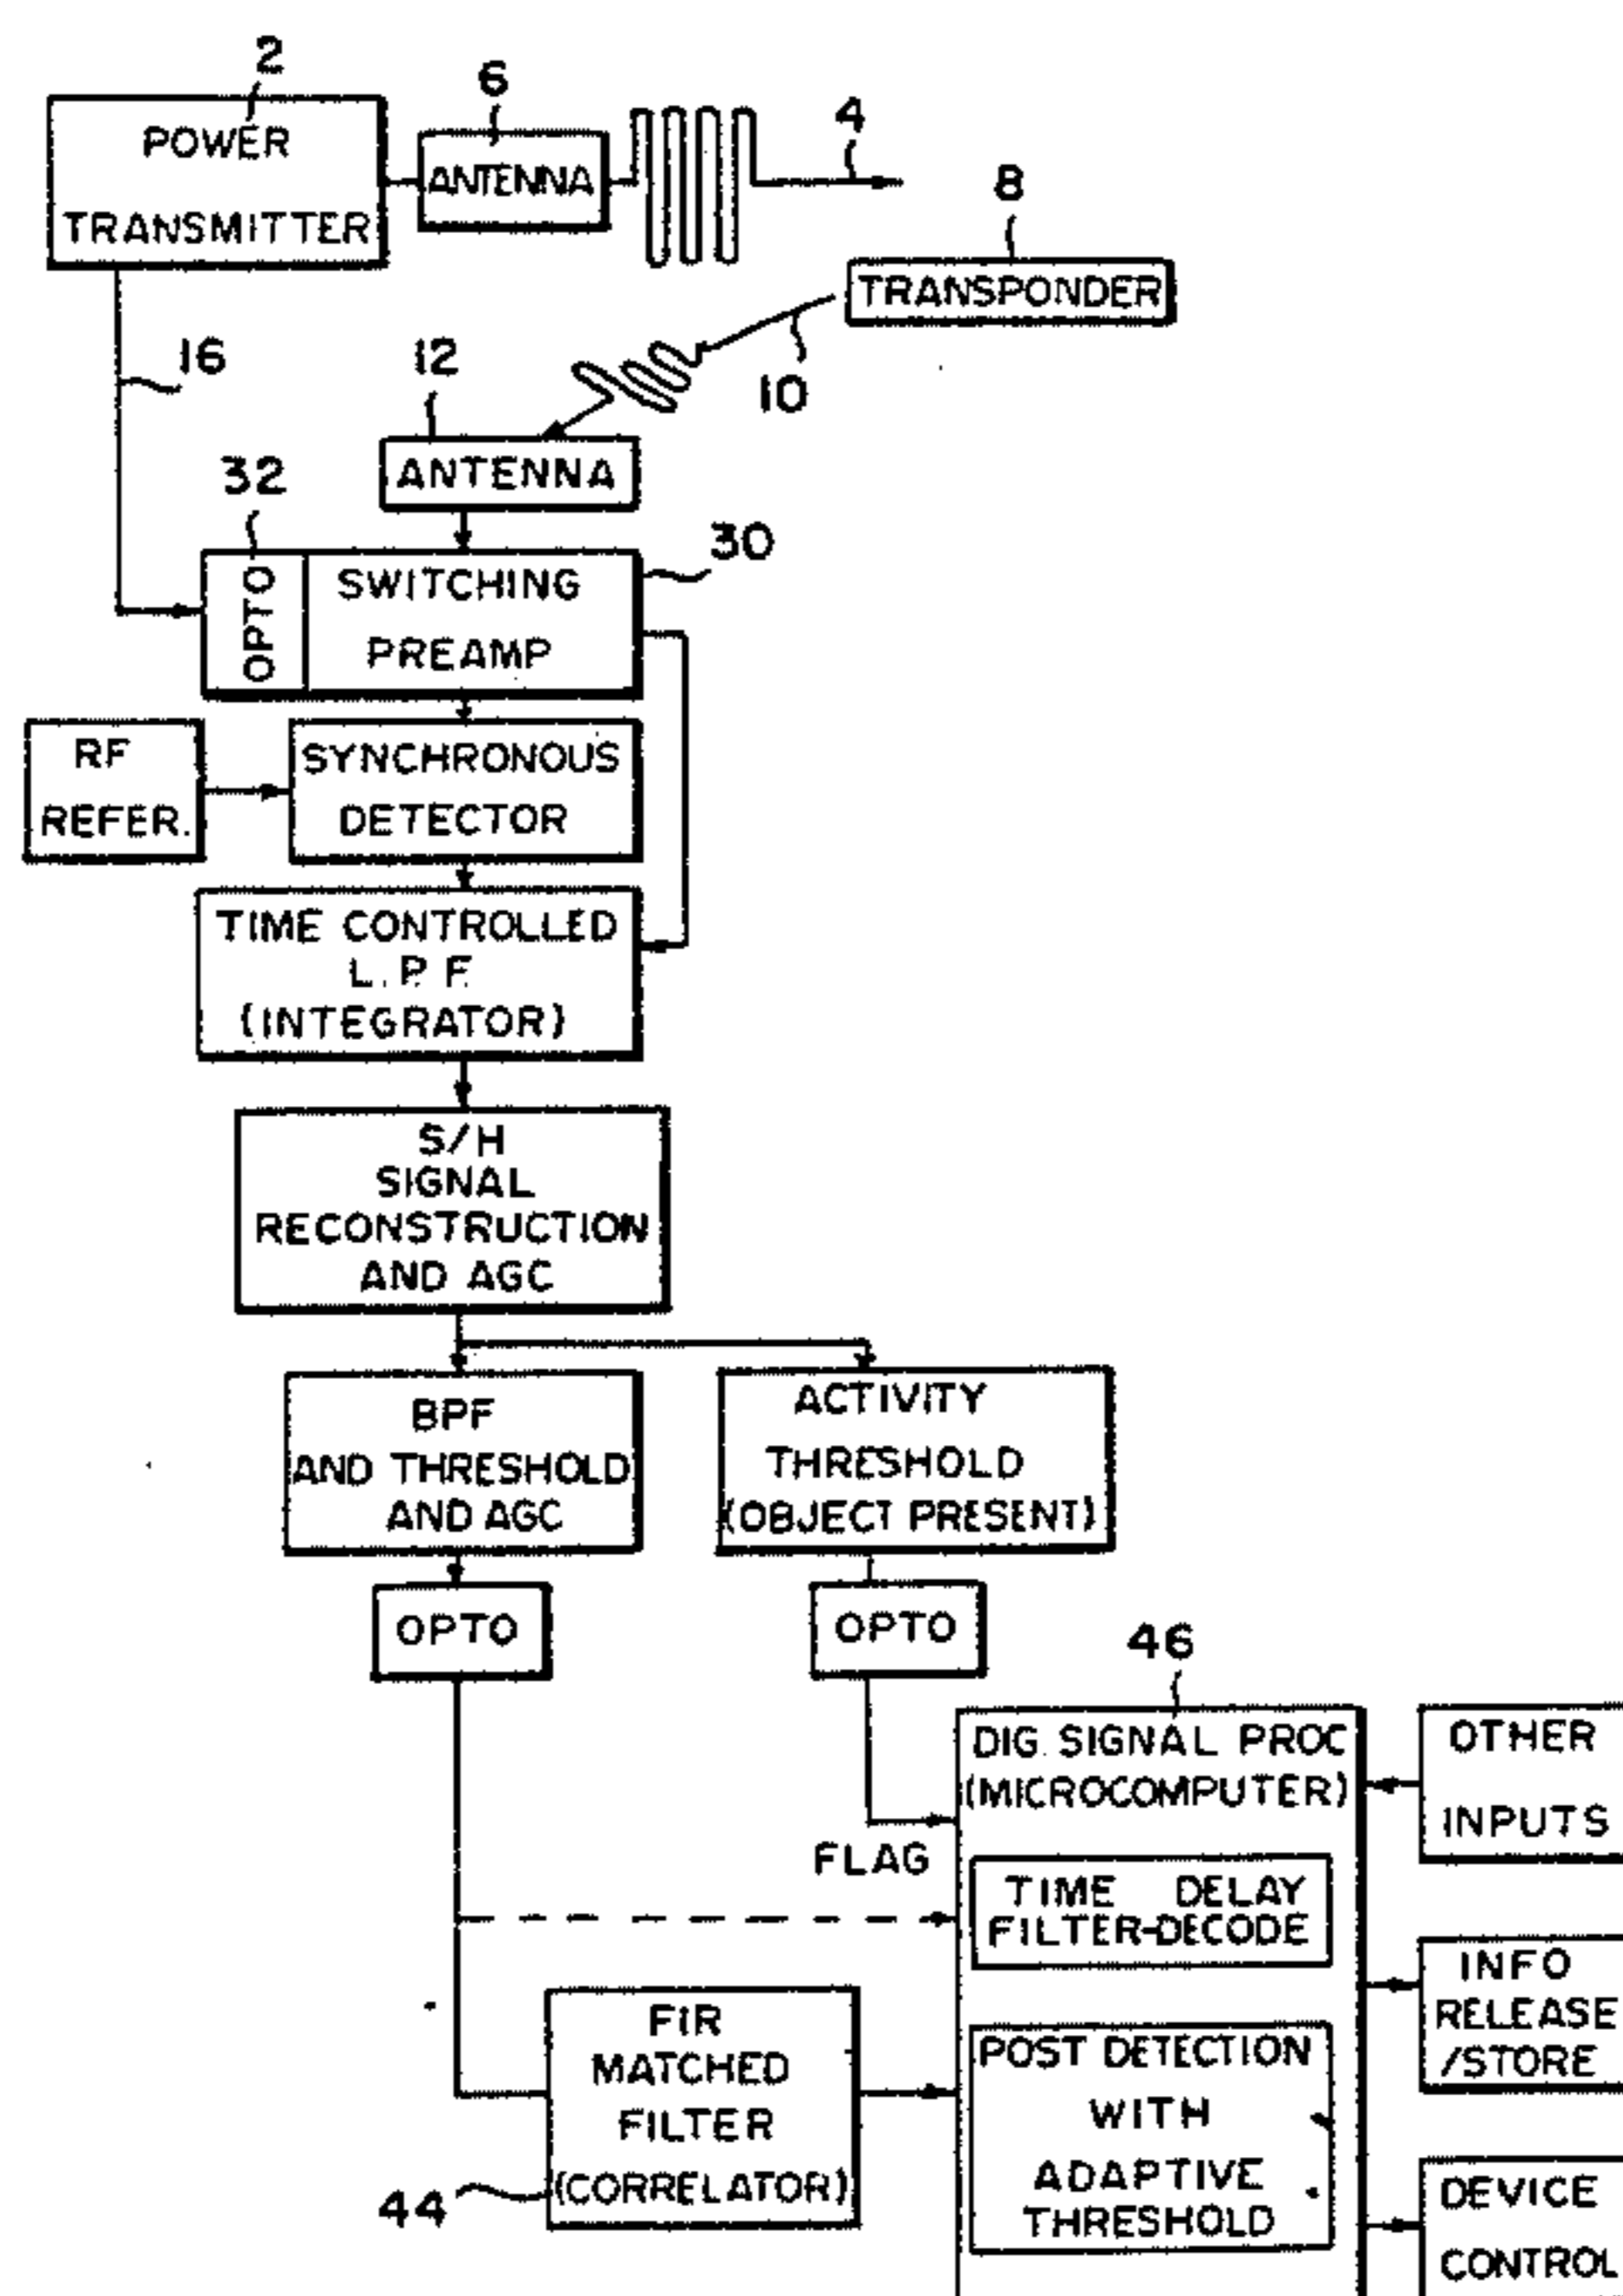 2
POWER
TRANSMITTER
6
ANTENNA
4
8
TRANSPONDER
10
16
12
ANTENNA
32
OPTO
SWITCHING
PREAMP
30
RF
REFER.
SYNCHRONOUS
DETECTOR
TIME CONTROLLED
L.P.F.
(INTEGRATOR)
S/H
SIGNAL
RECONSTRUCTION
AND AGC
BPF
AND THRESHOLD
AND AGC
ACTIVITY
THRESHOLD
(OBJECT PRESENT)
OPTO
OPTO
46
DIG. SIGNAL PROC
(MICROCOMPUTER)
OTHER
INPUTS
FLAG
TIME DELAY
FILTER-DECODE
INFO
RELEASE
/STORE
FIR
MATCHED
FILTER
(CORRELATOR)
44
POST DETECTION
WITH
ADAPTIVE
THRESHOLD
DEVICE
CONTROL